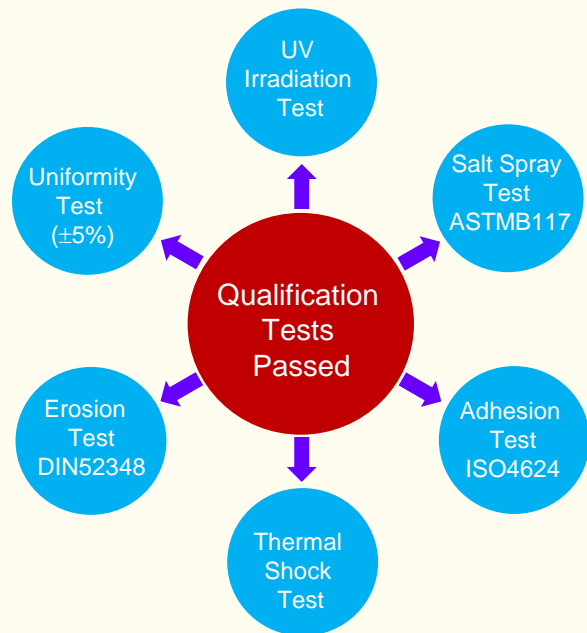 UV
Irradiation
Test
Salt Spray
Test
ASTMB117
Adhesion
Test
ISO4624
Thermal
Shock
Test
Erosion
Test
DIN52348
Uniformity
Test
(±5%)
Qualification
Tests
Passed